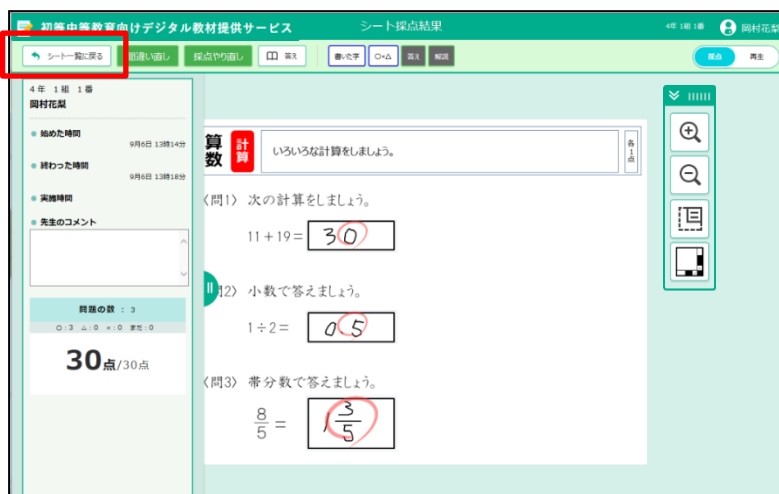 初等中等教育向けデジタル教材提供サービス
シート採点結果
4年 1組 1番
岡村花梨
シート一覧に戻る
間違い直し
採点やり直し
答え
書いた字
○・△
答え
解説
採点
再生
4年 1組 1番
岡村花梨
始めた時間
9月6日 13時14分
終わった時間
9月6日 13時18分
実施時間
先生のコメント
問題の数 : 3
○:3 △:0 ×:0 まだ:0
30点/30点
算数
計算
いろいろな計算をしましょう。
各1点
〈問1〉 次の計算をしましょう。
11+19= 30
〈問2〉 小数で答えましょう。
1÷2= 0.5
〈問3〉 帯分数で答えましょう。
8/5 = 1 3/5